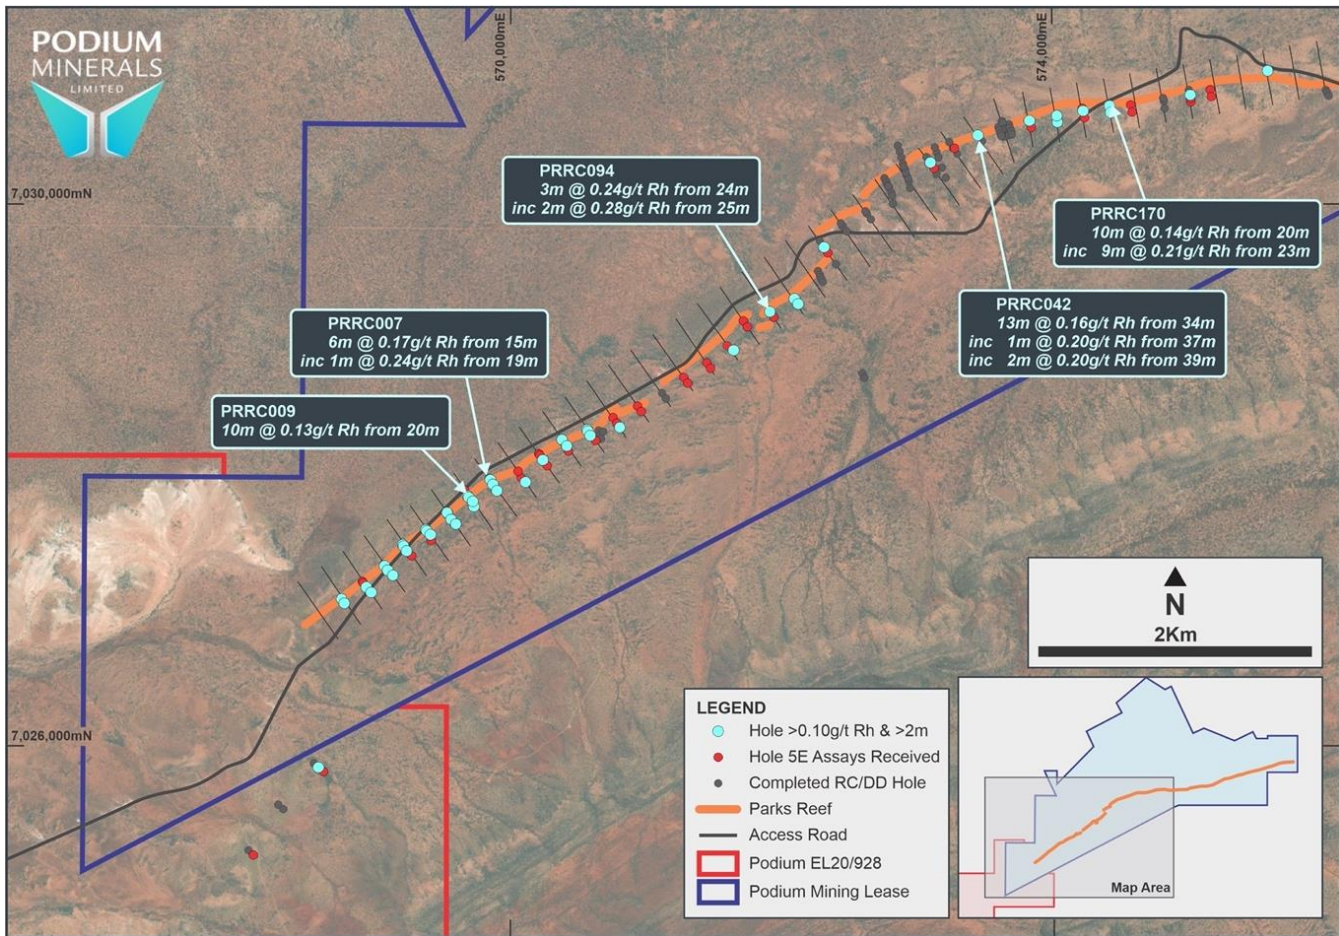 PODIUM
MINERALS
LIMITED
570,000mE
574,000mE
7,030,000mN
7,026,000mN
PRRC094
3m @ 0.24g/t Rh from 24m
inc 2m @ 0.28g/t Rh from 25m
PRRC170
10m @ 0.14g/t Rh from 20m
inc 9m @ 0.21g/t Rh from 23m
PRRC042
13m @ 0.16g/t Rh from 34m
inc 1m @ 0.20g/t Rh from 37m
inc 2m @ 0.20g/t Rh from 39m
PRRC007
6m @ 0.17g/t Rh from 15m
inc 1m @ 0.24g/t Rh from 19m
PRRC009
10m @ 0.13g/t Rh from 20m
N
2Km
LEGEND
Hole >0.10g/t Rh & >2m
Hole 5E Assays Received
Completed RC/DD Hole
Parks Reef
Access Road
Podium EL20/928
Podium Mining Lease
Map Area